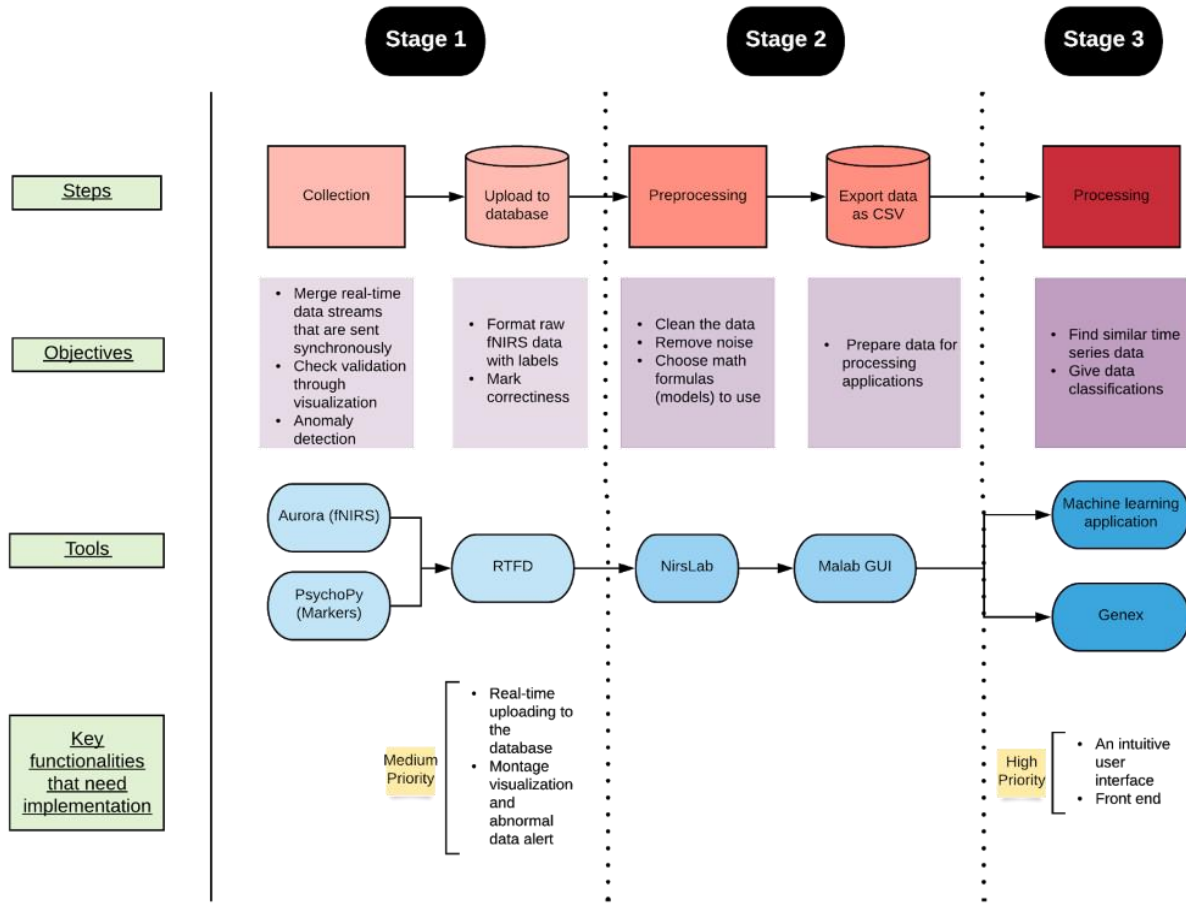 Stage 1
Stage 2
Stage 3
Steps
Collection
Upload to
database
Preprocessing
Export data
as CSV
Processing
Objectives
• Merge real-time
data streams
that are sent
synchronously
• Check validation
through
visualization
• Anomaly
detection
• Format raw
fNIRS data
with labels
• Mark
correctiness
• Clean the data
• Remove noise
• Choose math
formulas
(models) to use
• Prepare data for
processing
applications
• Find similar time
series data
• Give data
classifications
Tools
Aurora (fNIRS)
PsychoPy
(Markers)
RTFD
NirsLab
Malab GUI
Machine learning
application
Genex
Key
functionalities
that need
implementation
Medium
Priority
• Real-time
uploading to
the
database
• Montage
visualization
and
abnormal
data alert
High
Priority
• An intuitive
user
interface
• Front end